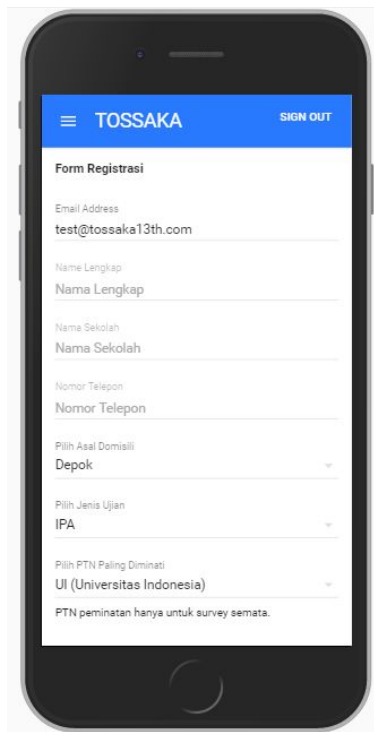 TOSSAKA SIGN OUT
Form Registrasi
Email Address
test@tossaka13th.com
Name Lengkap
Nama Lengkap
Nama Sekolah
Nama Sekolah
Nomor Telepon
Nomor Telepon
Pilih Asal Domisili
Depok
Pilih Jenis Ujian
IPA
Pilih PTN Paling Diminati
UI (Universitas Indonesia)
PTN peminatan hanya untuk survey semata.